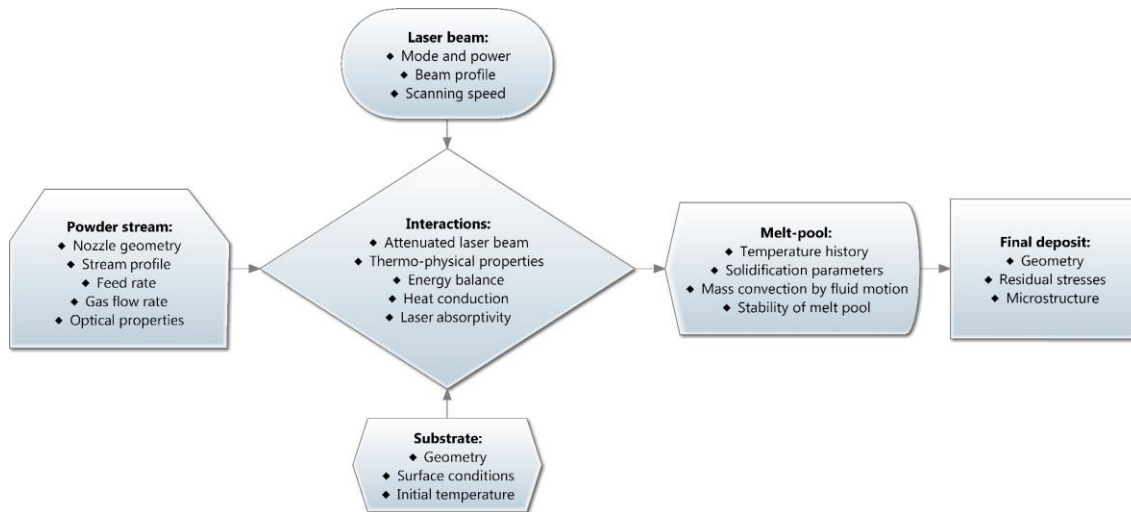 Laser beam:
◆ Mode and power
◆ Beam profile
◆ Scanning speed
Powder stream:
◆ Nozzle geometry
◆ Stream profile
◆ Feed rate
◆ Gas flow rate
◆ Optical properties
Interactions:
◆ Attenuated laser beam
◆ Thermo-physical properties
◆ Energy balance
◆ Heat conduction
◆ Laser absorptivity
Melt-pool:
◆ Temperature history
◆ Solidification parameters
◆ Mass convection by fluid motion
◆ Stability of melt pool
Final deposit:
◆ Geometry
◆ Residual stresses
◆ Microstructure
Substrate:
◆ Geometry
◆ Surface conditions
◆ Initial temperature